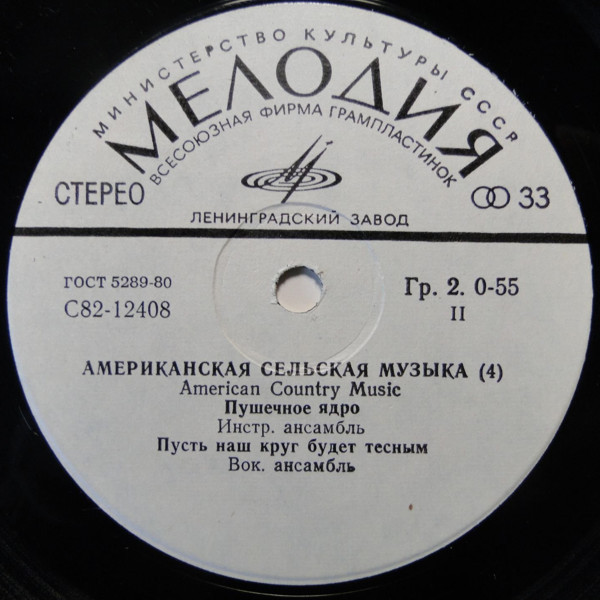 МИНИСТЕРСТВО КУЛЬТУРЫ СССР
МЕЛОДИЯ
ВСЕСОЮЗНАЯ ФИРМА ГРАМПЛАСТИНОК
СТЕРЕО 33
ЛЕНИНГРАДСКИЙ ЗАВОД
ГОСТ 5289-80 Гр. 2. 0-55
С82-12408 II
АМЕРИКАНСКАЯ СЕЛЬСКАЯ МУЗЫКА (4)
American Country Music
Пушечное ядро
Инстр. ансамбль
Пусть наш круг будет тесным
Вок. ансамбль